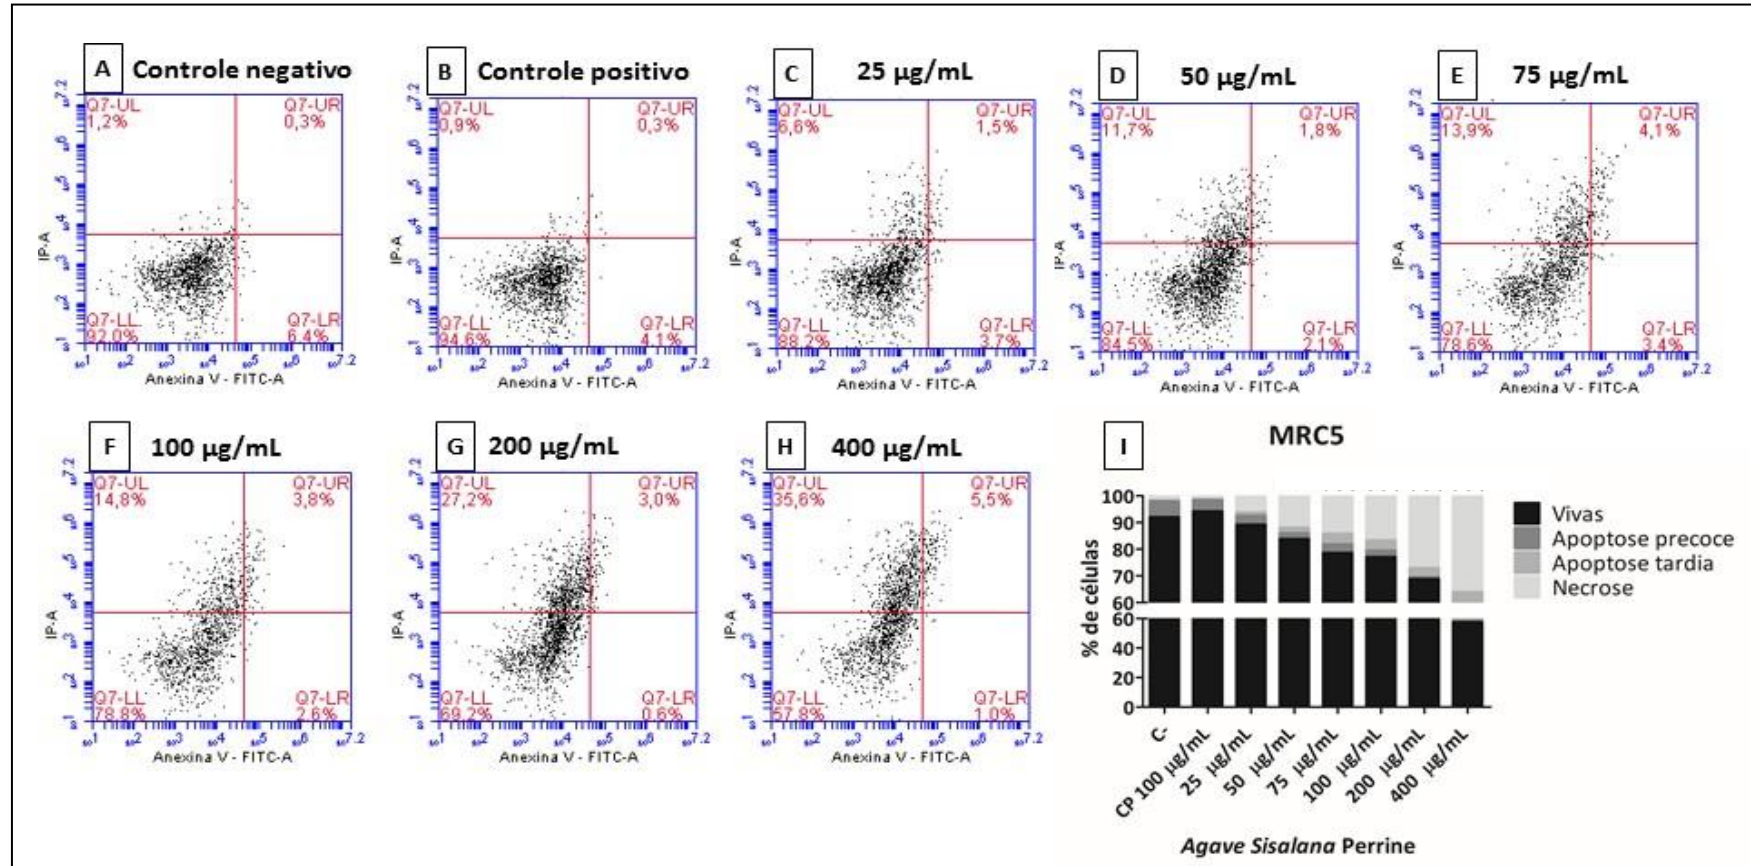 A Controle negativo
Q7-UL
1,2%
Q7-UR
0,3%
Q7-LL
92,0%
Q7-LR
6,4%
IP-A
Anexina V - FITC-A
B Controle positivo
Q7-UL
0,9%
Q7-UR
0,3%
Q7-LL
94,6%
Q7-LR
4,1%
IP-A
Anexina V - FITC-A
C 25 µg/mL
Q7-UL
6,6%
Q7-UR
1,5%
Q7-LL
88,2%
Q7-LR
3,7%
IP-A
Anexina V - FITC-A
D 50 µg/mL
Q7-UL
11,7%
Q7-UR
1,8%
Q7-LL
84,5%
Q7-LR
2,1%
IP-A
Anexina V - FITC-A
E 75 µg/mL
Q7-UL
13,9%
Q7-UR
4,1%
Q7-LL
78,6%
Q7-LR
3,4%
IP-A
Anexina V - FITC-A
F 100 µg/mL
Q7-UL
14,8%
Q7-UR
3,8%
Q7-LL
78,8%
Q7-LR
2,6%
IP-A
Anexina V - FITC-A
G 200 µg/mL
Q7-UL
27,2%
Q7-UR
3,0%
Q7-LL
69,2%
Q7-LR
0,6%
IP-A
Anexina V - FITC-A
H 400 µg/mL
Q7-UL
35,6%
Q7-UR
5,5%
Q7-LL
57,8%
Q7-LR
1,0%
IP-A
Anexina V - FITC-A
I MRC5
% de células
100
90
80
70
60
60
40
20
0
C-
CP 100 µg/mL
25 µg/mL
50 µg/mL
75 µg/mL
100 µg/mL
200 µg/mL
400 µg/mL
Vivas
Apoptose precoce
Apoptose tardia
Necrose
Agave Sisalana Perrine